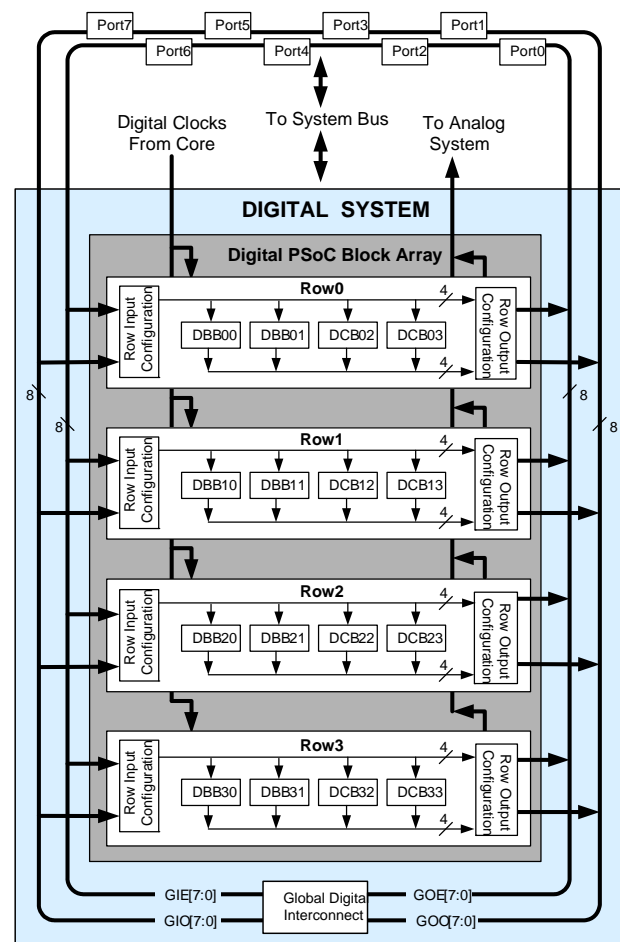 Port7 Port5 Port3 Port1
Port6 Port4 Port2 Port0
Digital Clocks
From Core
To System Bus
To Analog
System
DIGITAL SYSTEM
Digital PSoC Block Array
Row Input
Configuration
Row0
4
DBB00 DBB01 DCB02 DCB03
4
Row Output
Configuration
8
8
8
8
Row Input
Configuration
Row1
4
DBB10 DBB11 DCB12 DCB13
4
Row Output
Configuration
Row Input
Configuration
Row2
4
DBB20 DBB21 DCB22 DCB23
4
Row Output
Configuration
Row Input
Configuration
Row3
4
DBB30 DBB31 DCB32 DCB33
4
Row Output
Configuration
GIE[7:0]
GIO[7:0]
Global Digital
Interconnect
GOE[7:0]
GOO[7:0]